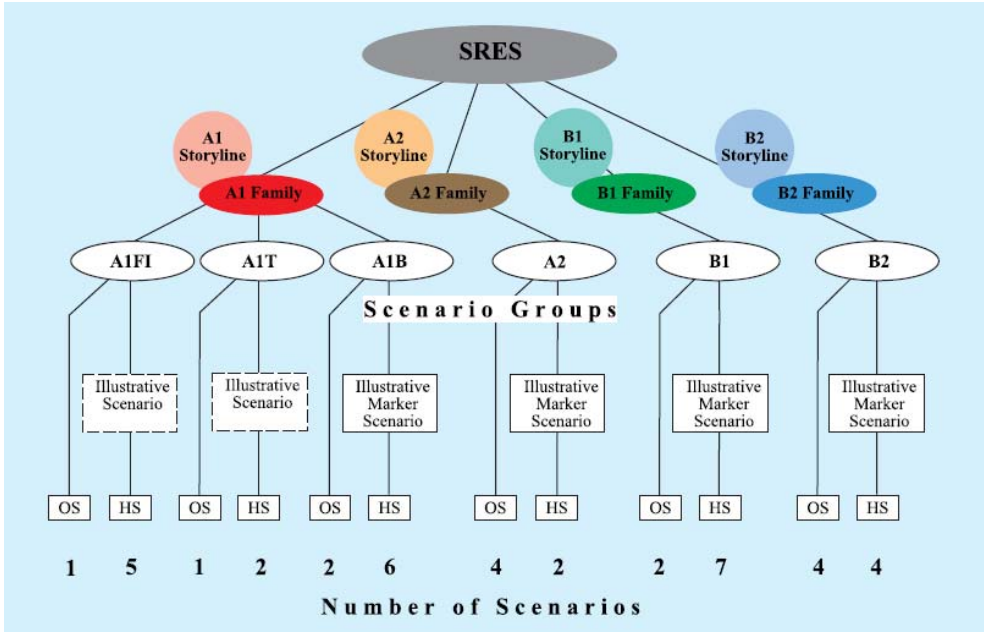 SRES
A1
Storyline
A2
Storyline
B1
Storyline
B2
Storyline
A1 Family
A2 Family
B1 Family
B2 Family
A1FI
A1T
A1B
A2
B1
B2
Scenario Groups
Illustrative
Scenario
Illustrative
Scenario
Illustrative
Marker
Scenario
Illustrative
Marker
Scenario
Illustrative
Marker
Scenario
Illustrative
Marker
Scenario
OS
HS
OS
HS
OS
HS
OS
HS
OS
HS
OS
HS
1 5 1 2 2 6 4 2 2 7 4 4
Number of Scenarios